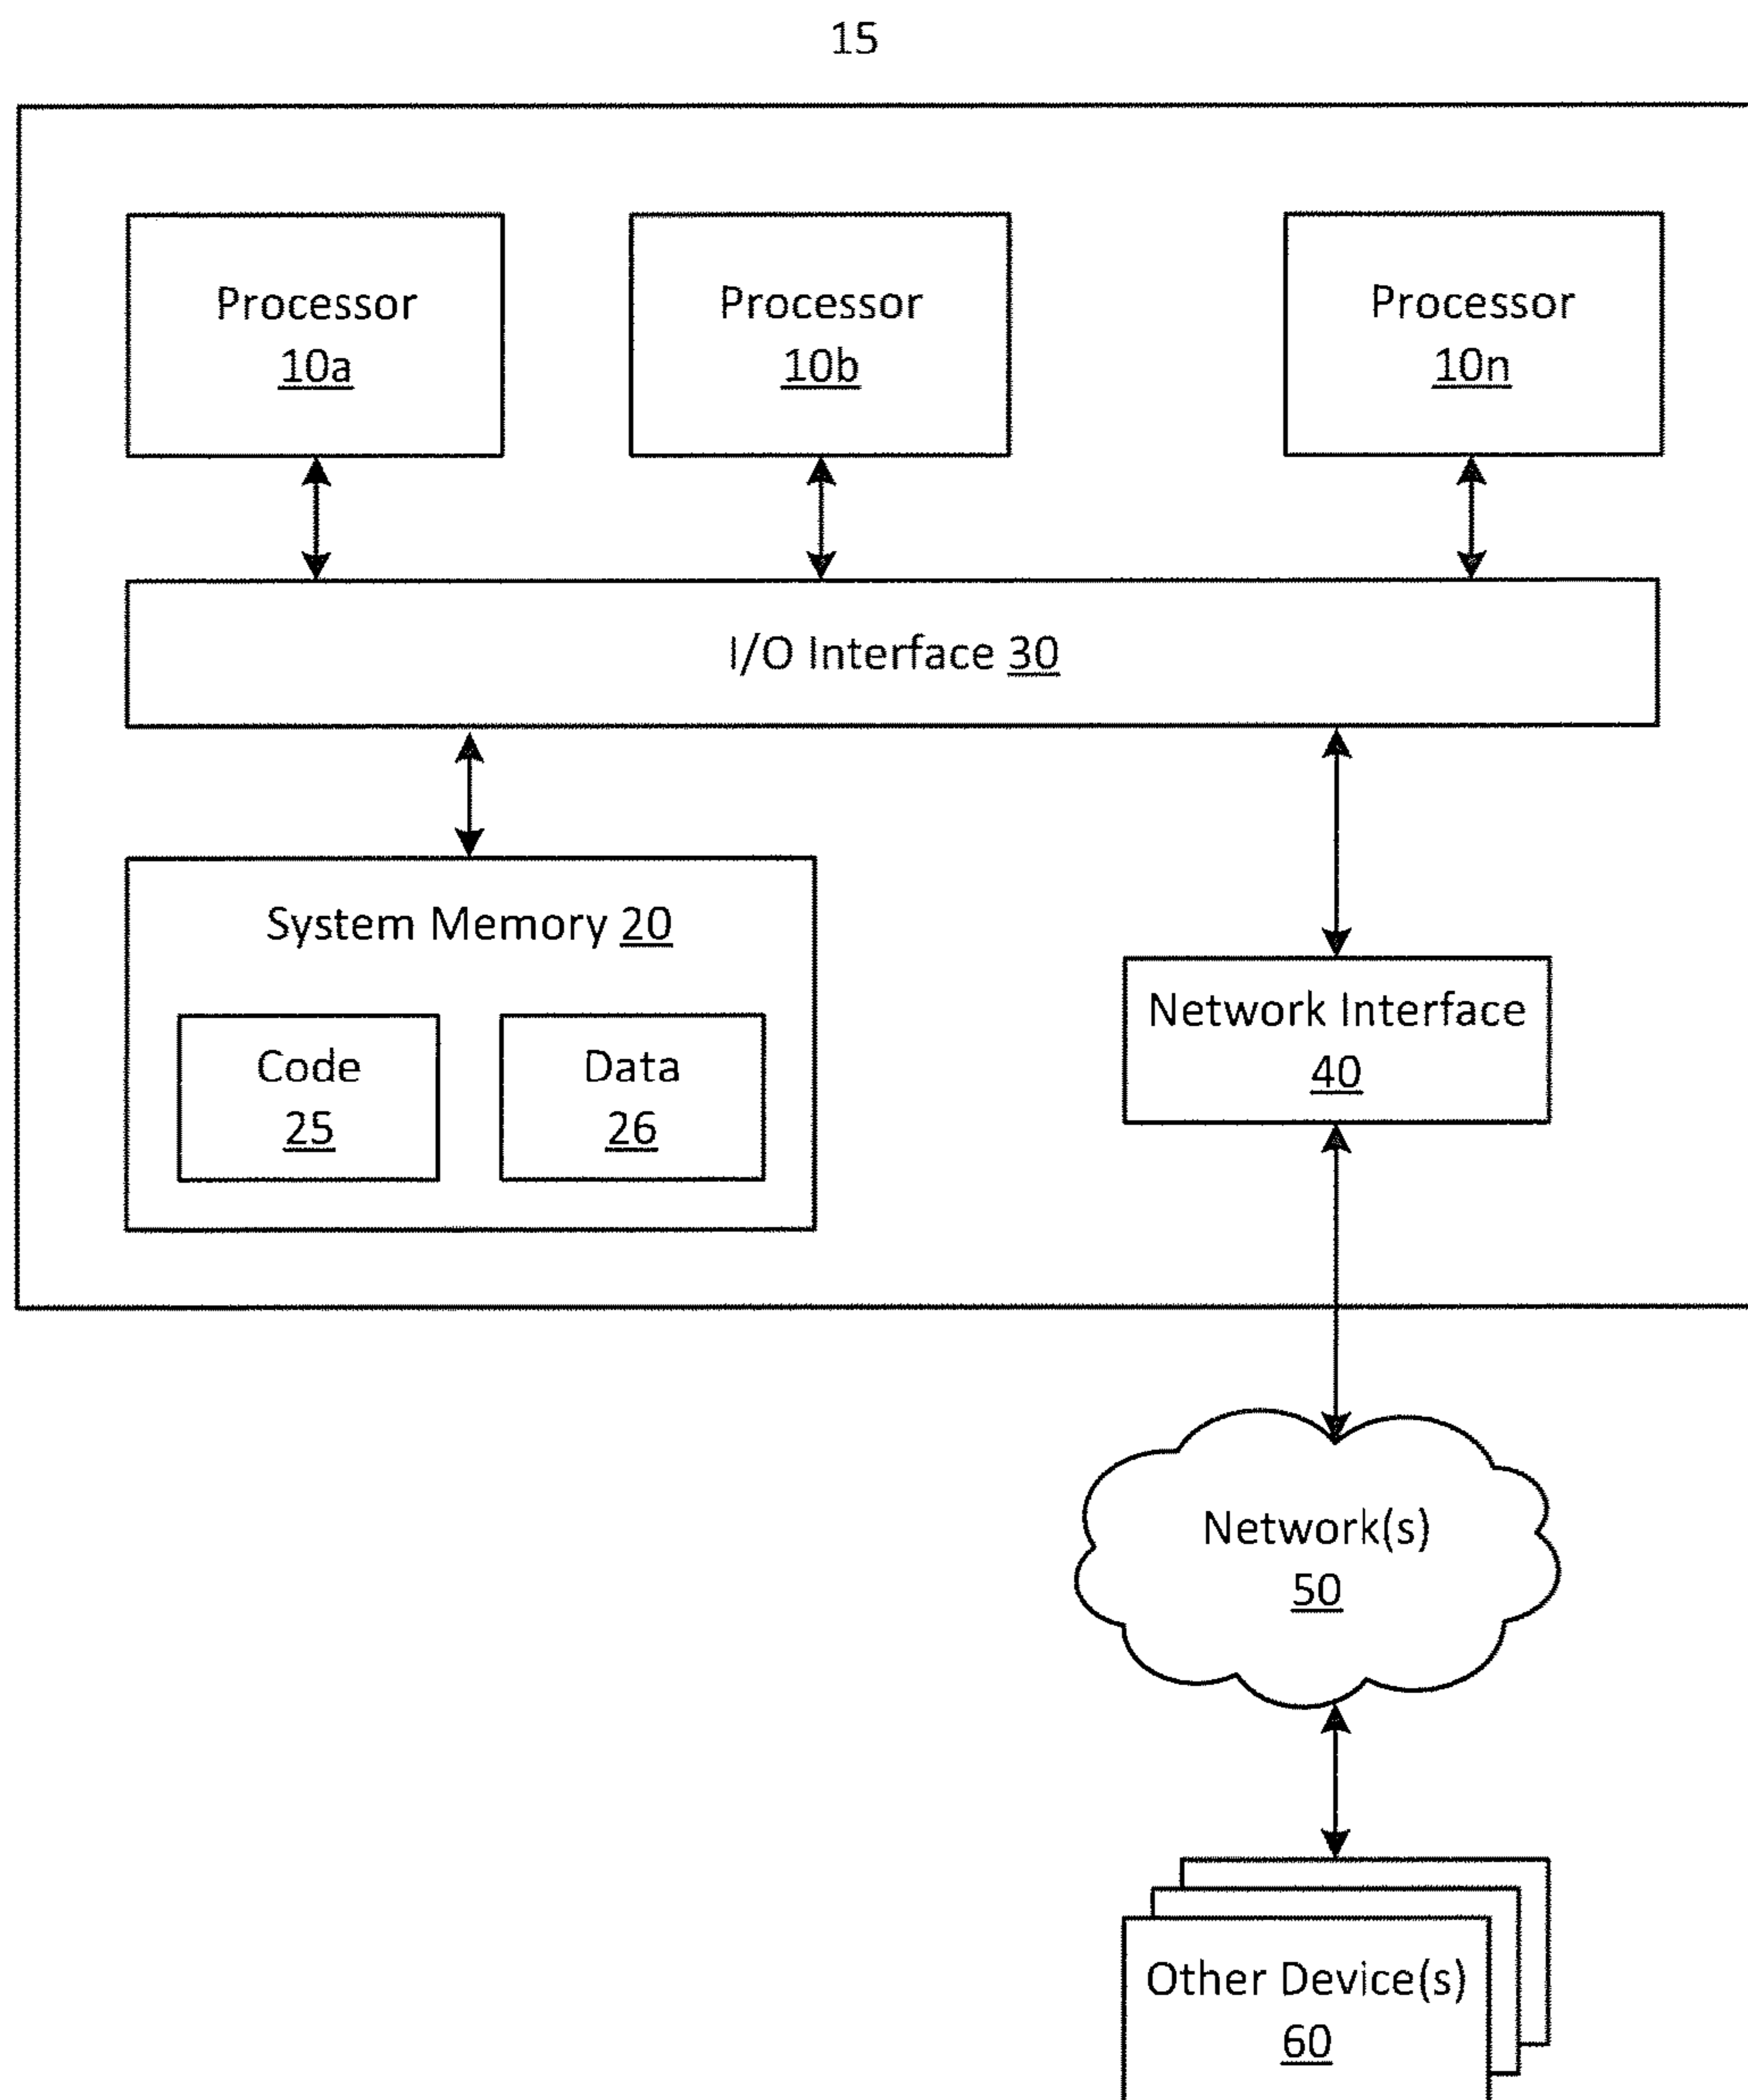 15
Processor
10a
Processor
10b
Processor
10n
I/O Interface 30
System Memory 20
Code
25
Data
26
Network Interface
40
Network(s)
50
Other Device(s)
60